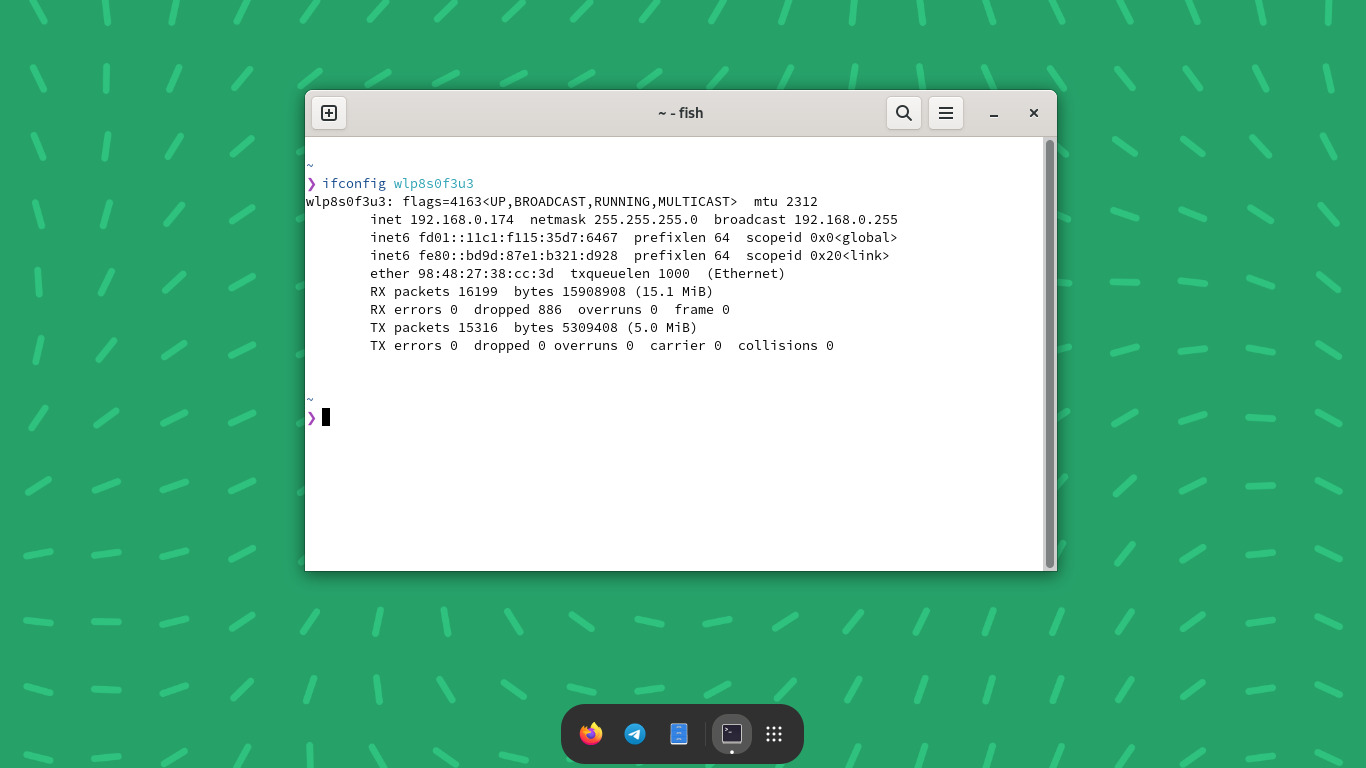 ~ - fish
~
❯ ifconfig wlp8s0f3u3
wlp8s0f3u3: flags=4163<UP,BROADCAST,RUNNING,MULTICAST>  mtu 2312
        inet 192.168.0.174  netmask 255.255.255.0  broadcast 192.168.0.255
        inet6 fd01::11c1:f115:35d7:6467  prefixlen 64  scopeid 0x0<global>
        inet6 fe80::bd9d:87e1:b321:d928  prefixlen 64  scopeid 0x20<link>
        ether 98:48:27:38:cc:3d  txqueuelen 1000  (Ethernet)
        RX packets 16199  bytes 15908908 (15.1 MiB)
        RX errors 0  dropped 886  overruns 0  frame 0
        TX packets 15316  bytes 5309408 (5.0 MiB)
        TX errors 0  dropped 0 overruns 0  carrier 0  collisions 0
~
❯